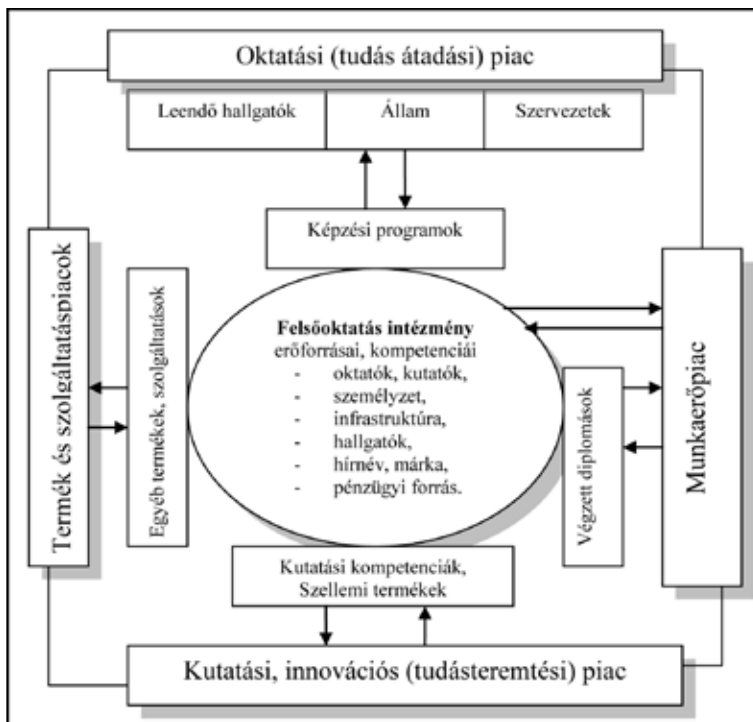 Oktatási (tudás átadási) piac
Leendő hallgatók
Állam
Szervezetek
Képzési programok
Termék és szolgáltatáspiacok
Egyéb termékek, szolgáltatások
Felsőoktatás intézmény
erőforrásai, kompetenciái
- oktatók, kutatók,
- személyzet,
- infrastruktúra,
- hallgatók,
- hírnév, márka,
- pénzügyi forrás.
Végzett diplomások
Munkaerőpiac
Kutatási kompetenciák,
Szellemi termékek
Kutatási, innovációs (tudásteremtési) piac